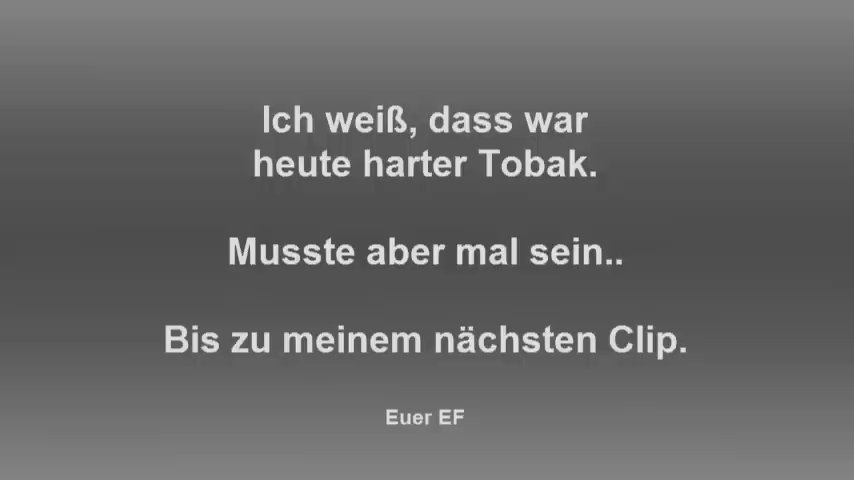 Ich weiß, dass war
heute harter Tobak.
Musste aber mal sein..
Bis zu meinem nächsten Clip.
Euer EF